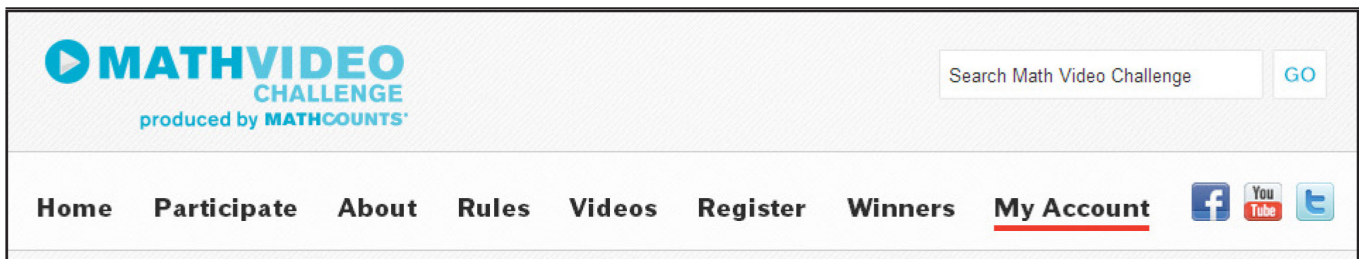 MATHVIDEO
CHALLENGE
produced by MATHCOUNTS
Search Math Video Challenge
GO
Home Participate About Rules Videos Register Winners My Account
You
Tube